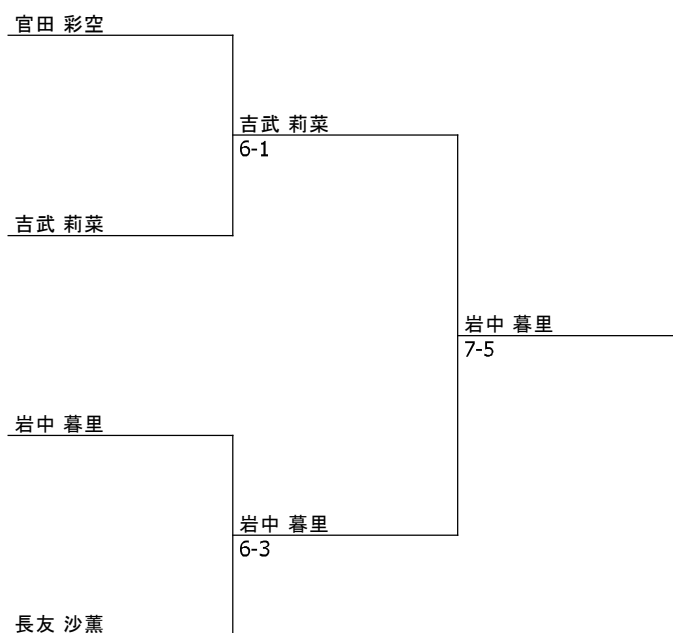 官田 彩空
吉武 莉菜
6-1
吉武 莉菜
岩中 暮里
7-5
岩中 暮里
岩中 暮里
6-3
長友 沙薫